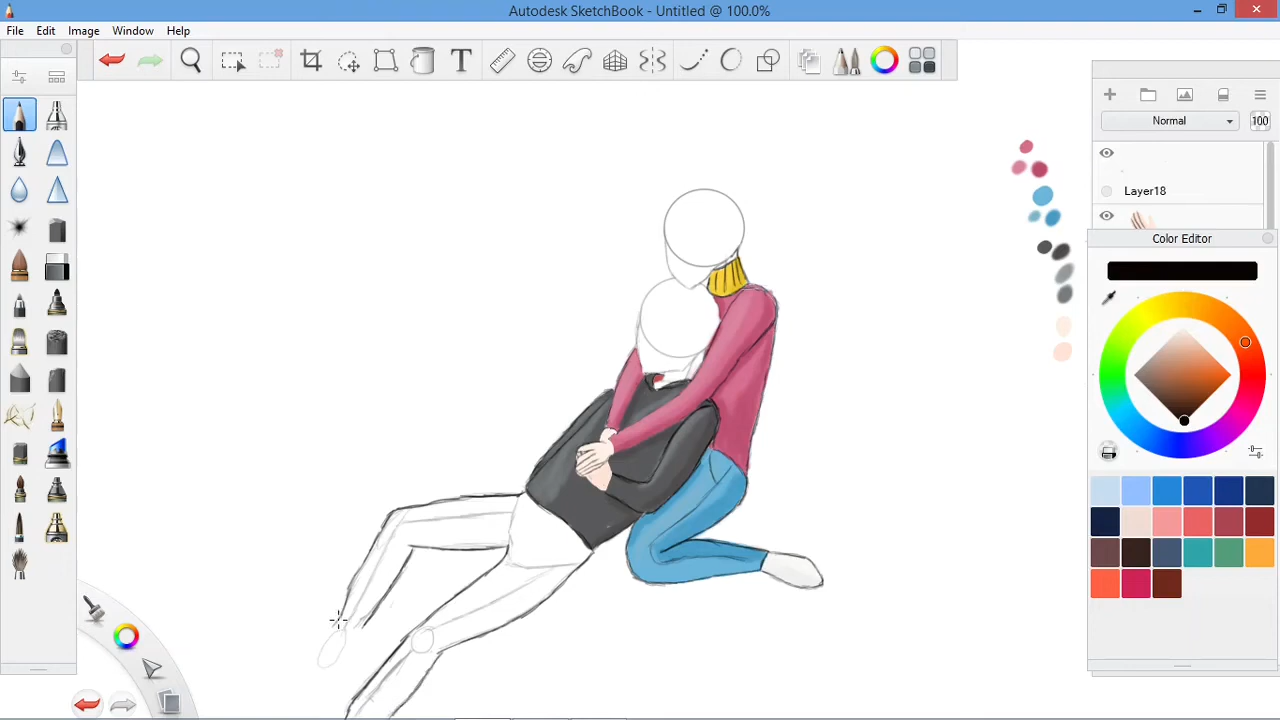 Autodesk SketchBook - Untitled @ 100.0%
File Edit Image Window Help
T
Normal 100
Layer18
Color Editor